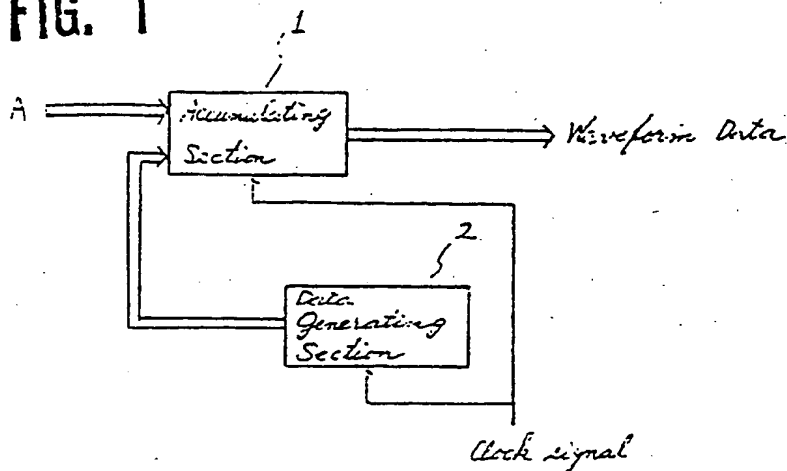 FIG. 1
1
A
Accumulating
Section
Waveform Data
2
Data
Generating
Section
Clock signal